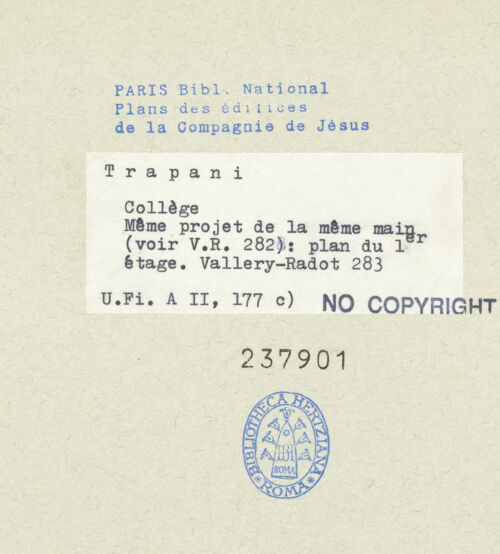 PARIS Bibl. National
Plans des édifices
de la Compagnie de Jésus
Trapani
Collège
Même projet de la même main
(voir V.R. 282): plan du 1er
étage. Vallery-Radot 283
U.Fi. A II, 177 c) NO COPYRIGHT
237901
BIBLIOTHECA HERTZIANA
ROMA
* ROMA *